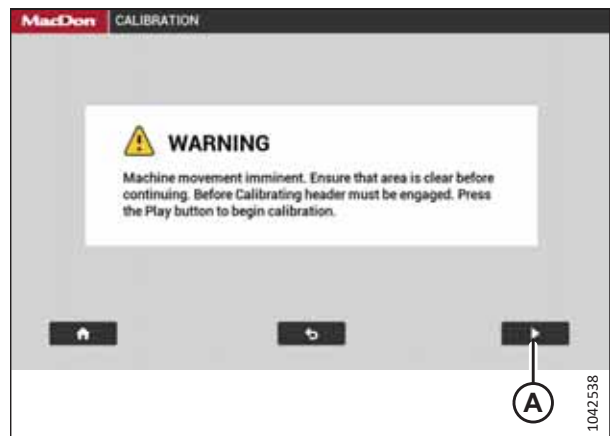 MacDon CALIBRATION
WARNING
Machine movement imminent. Ensure that area is clear before
continuing. Before Calibrating header must be engaged. Press
the Play button to begin calibration.
A
1042538